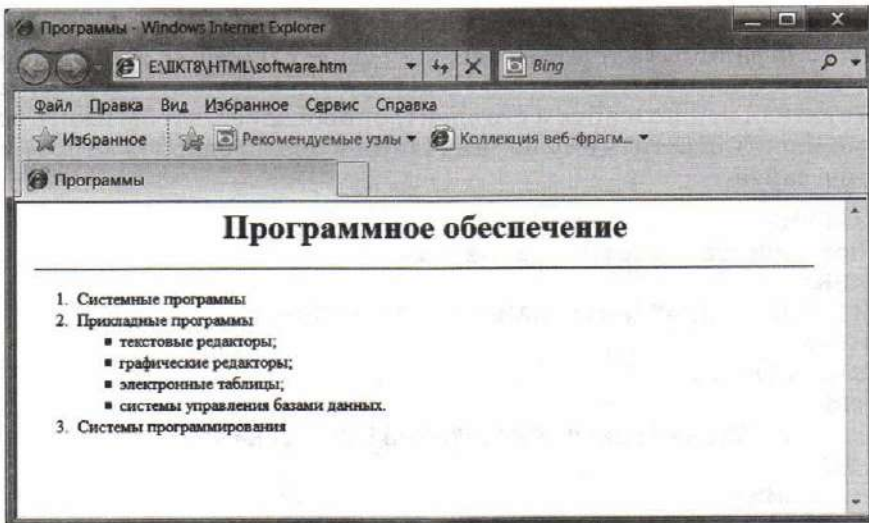 Программы - Windows Internet Explorer
E:\ИКТ8\HTML\software.htm
Bing
Файл Правка Вид Избранное Сервис Справка
Избранное Рекомендуемые узлы Коллекция веб-фрагм...
Программы
Программное обеспечение
1. Системные программы
2. Прикладные программы
■ текстовые редакторы;
■ графические редакторы;
■ электронные таблицы;
■ системы управления базами данных.
3. Системы программирования